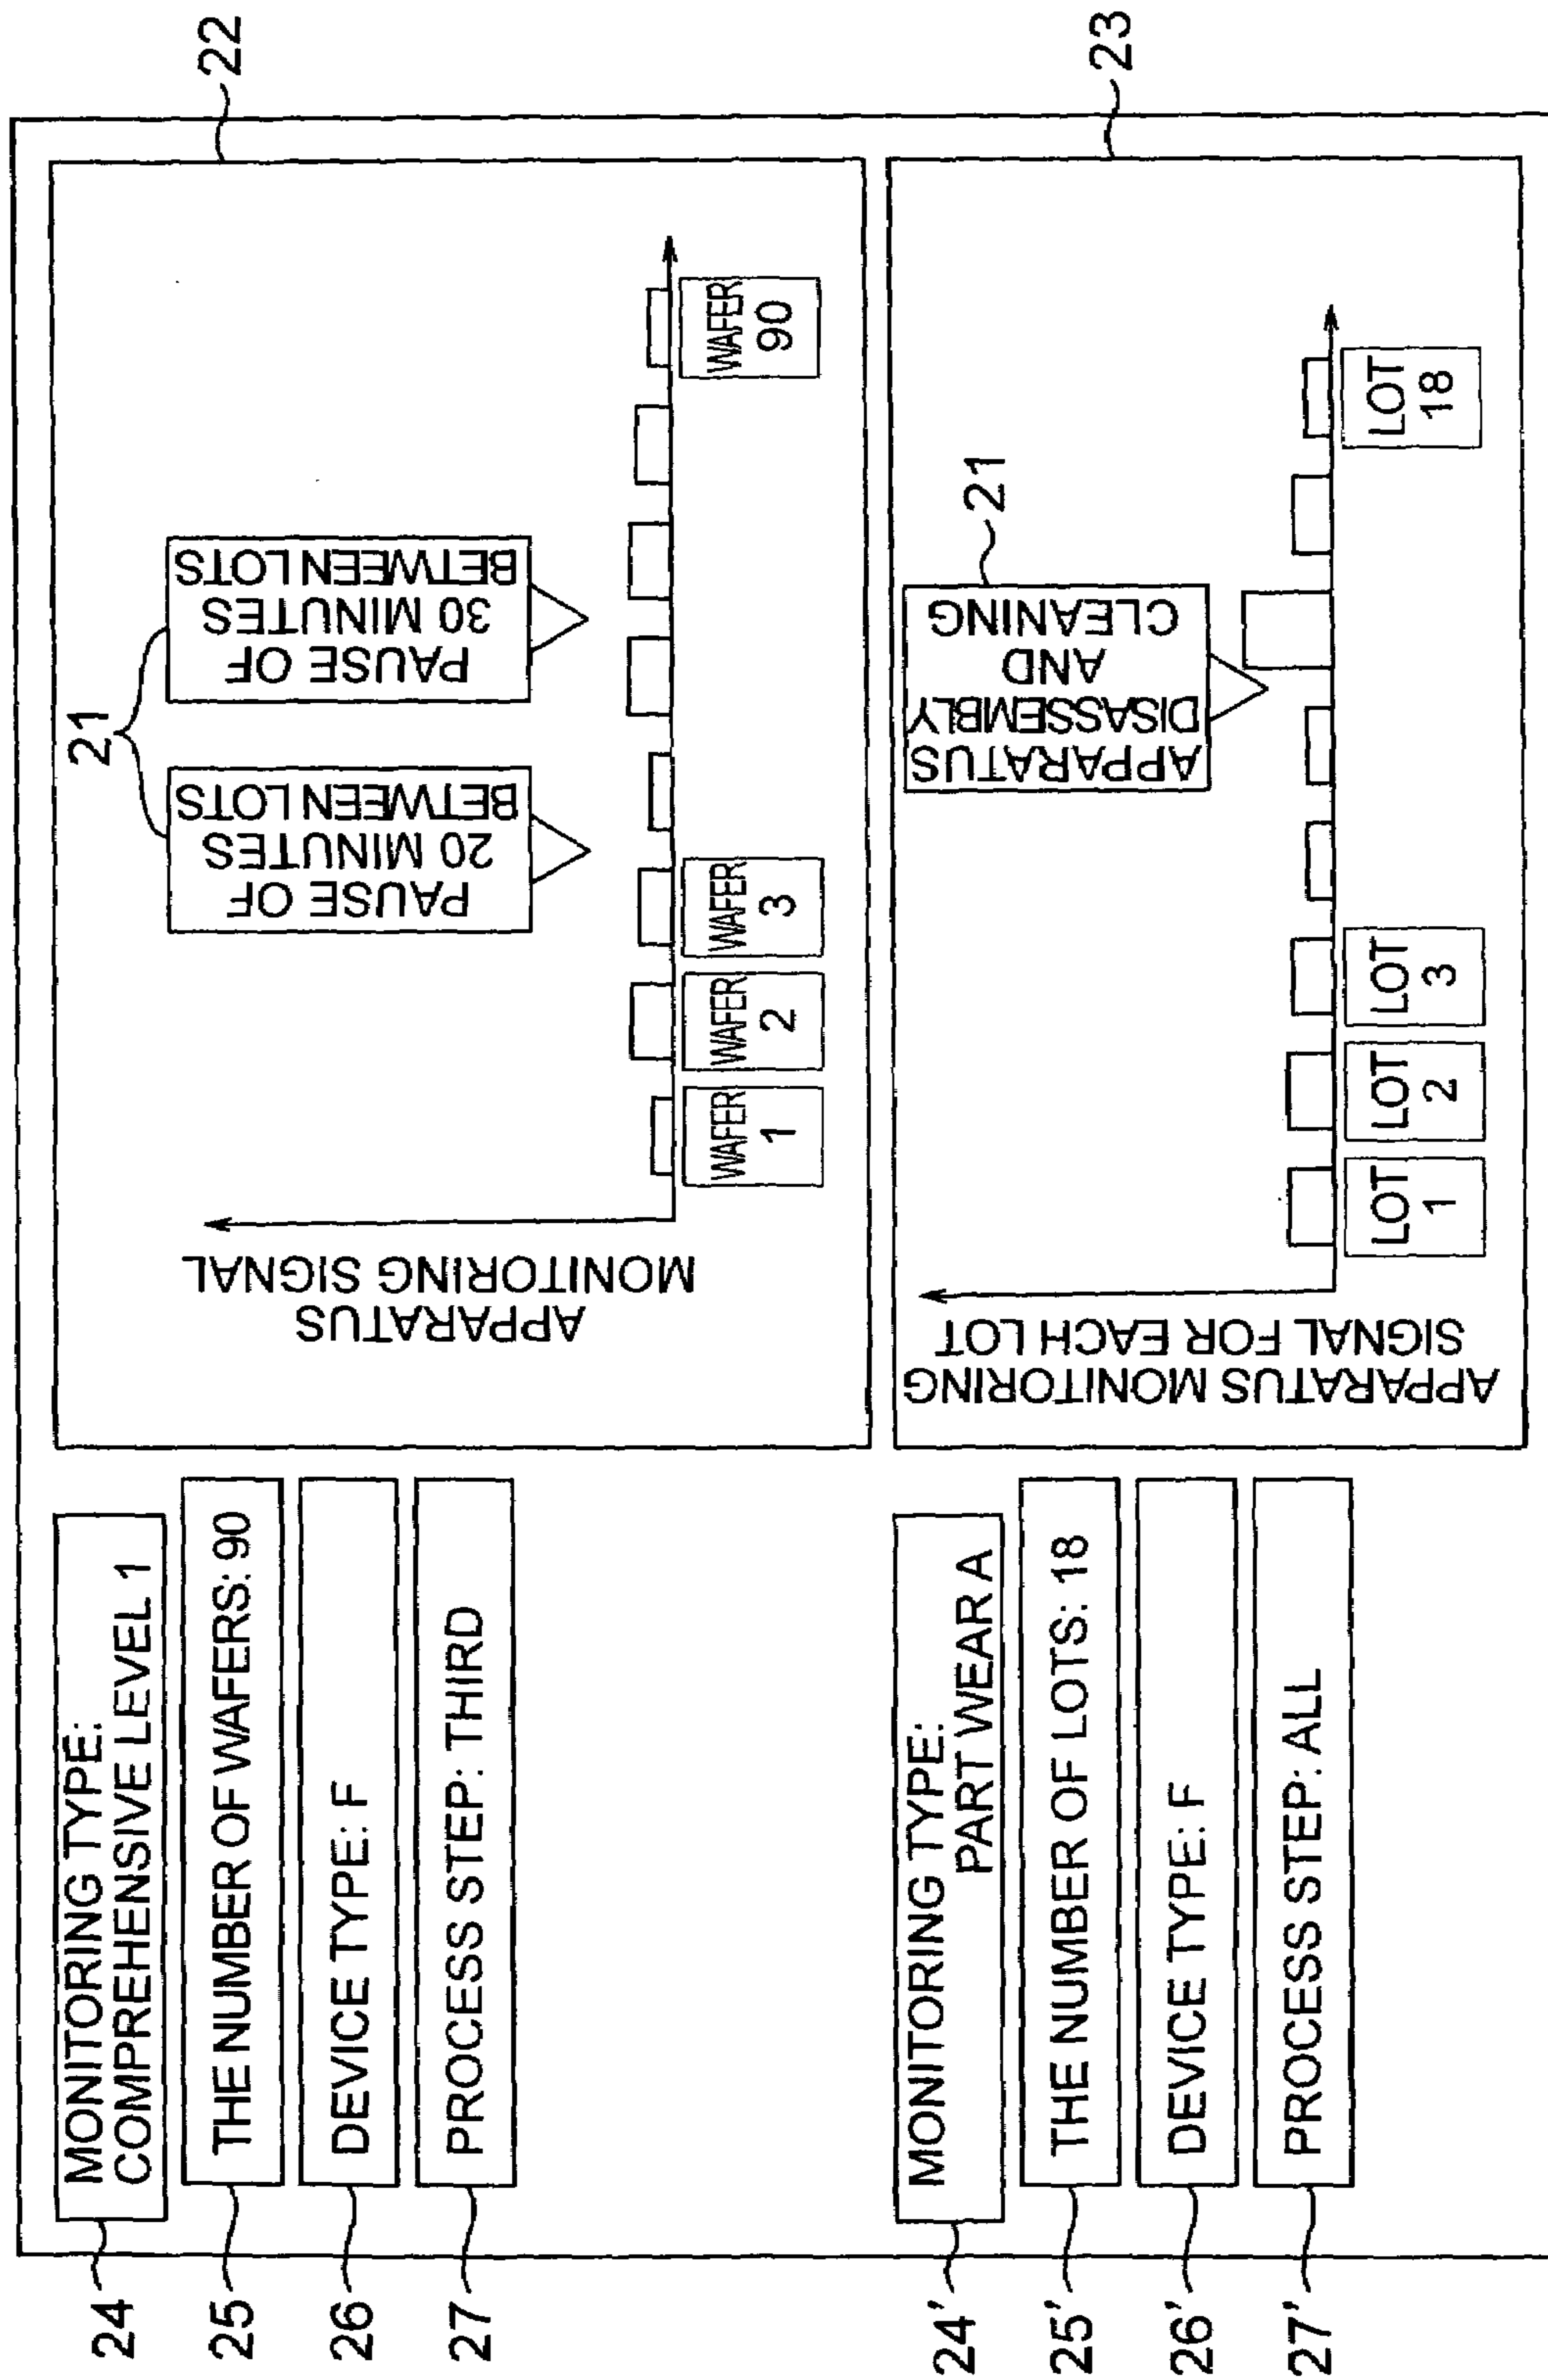 24
MONITORING TYPE:
COMPREHENSIVE LEVEL 1
25
THE NUMBER OF WAFERS: 90
26
DEVICE TYPE: F
27
PROCESS STEP: THIRD
22
APPARATUS
MONITORING SIGNAL
21
PAUSE OF
20 MINUTES
BETWEEN LOTS
PAUSE OF
30 MINUTES
BETWEEN LOTS
WAFER
1
WAFER
2
WAFER
3
WAFER
90
24'
MONITORING TYPE:
PART WEAR A
25'
THE NUMBER OF LOTS: 18
26'
DEVICE TYPE: F
27'
PROCESS STEP: ALL
23
APPARATUS MONITORING
SIGNAL FOR EACH LOT
21
APPARATUS
DISASSEMBLY
AND
CLEANING
LOT
1
LOT
2
LOT
3
LOT
18